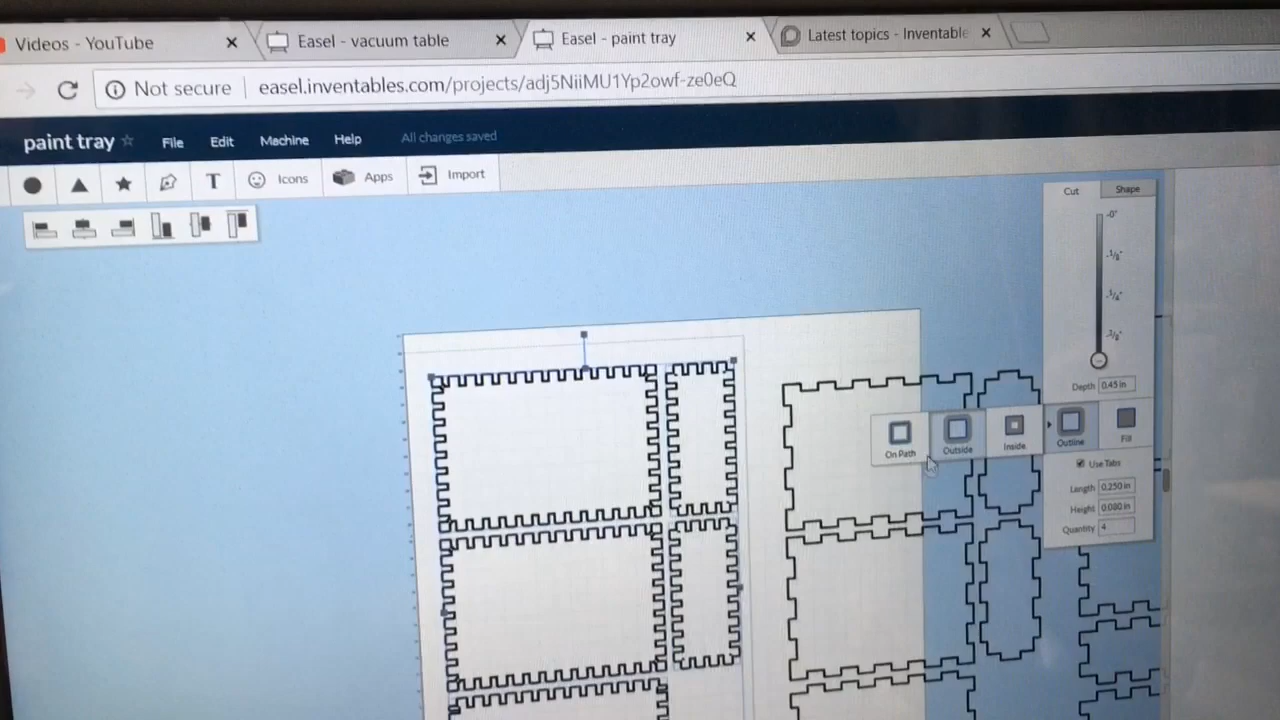 Videos - YouTube
Easel - vacuum table
Easel - paint tray
Latest topics - Inventable
Not secure
easel.inventables.com/projects/adj5NiiMU1Yp2owf-ze0eQ
paint tray
File
Edit
Machine
Help
All changes saved
T
Icons
Apps
Import
Cut
Shape
-0"
Depth
0.45 in
On Path
Outside
Inside
Outline
Fill
Use Tabs
Length
0.250 in
Height
0.080 in
Quantity
4